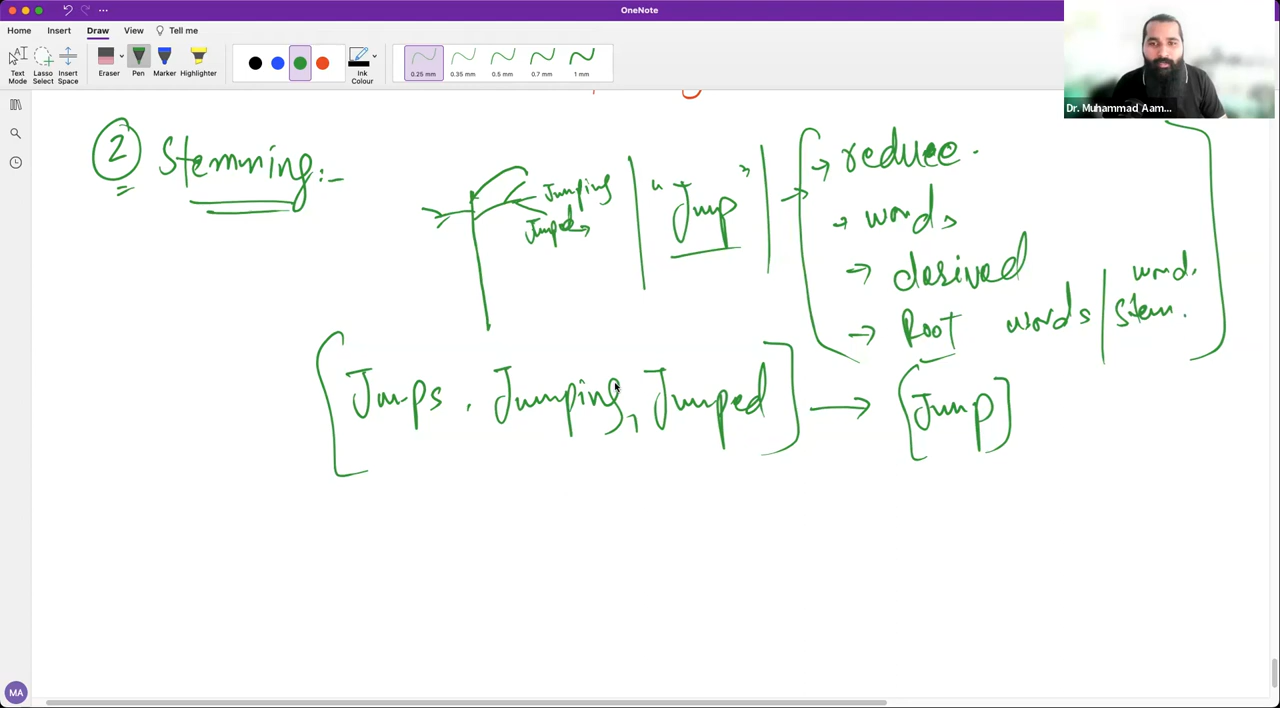 OneNote
Home Insert Draw View Tell me
Text Mode Lasso Select Insert Space Eraser Pen Marker Highlighter Ink Colour 0.25 mm 0.35 mm 0.5 mm 0.7 mm 1 mm
Dr. Muhammad Aam...
② Stemming:-
Jumping
Jumped
"Jump"
→ reduce.
→ words
→ derived
→ Root words | word. Stem.
[Jumps, Jumping, Jumped] → [Jump]
MA